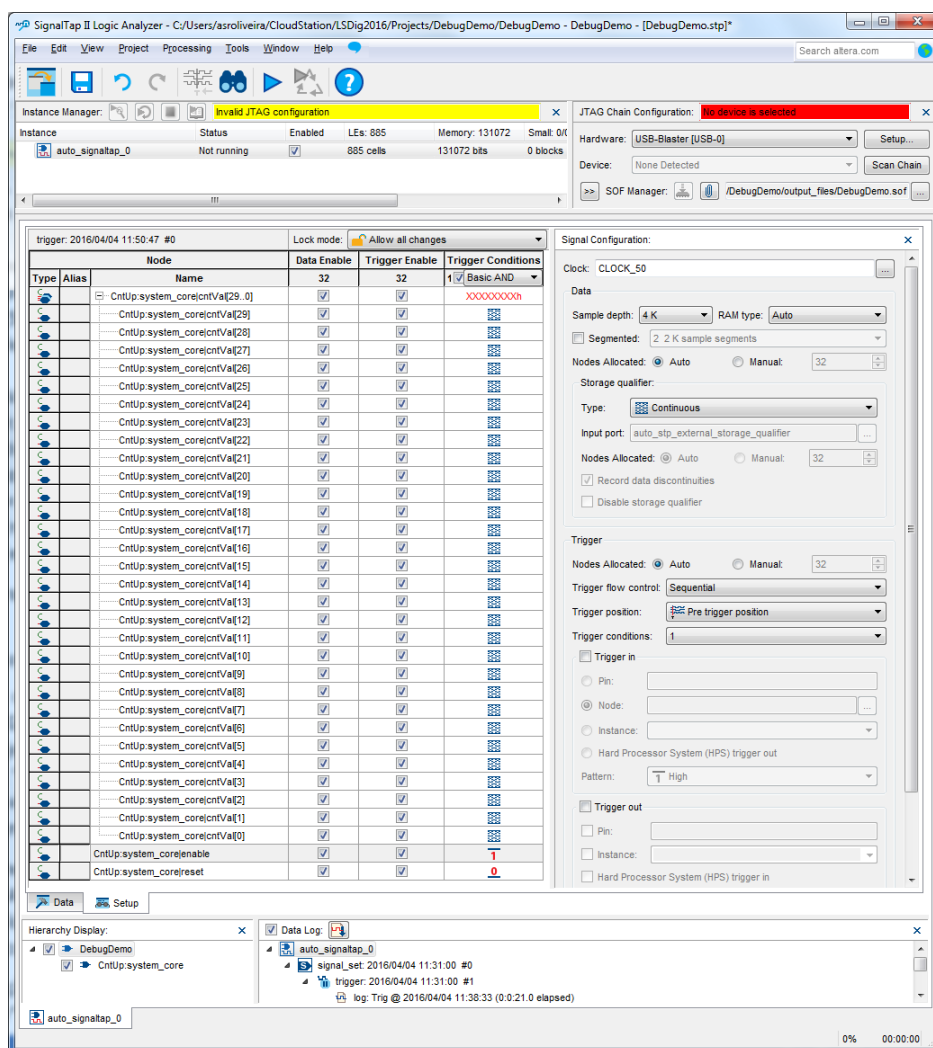 SignalTap II Logic Analyzer - C:/Users/asroliveira/CloudStation/LSDig2016/Projects/DebugDemo/DebugDemo - DebugDemo - [DebugDemo.stp]*
File Edit View Project Processing Tools Window Help
Search altera.com
Instance Manager: Invalid JTAG configuration
Instance Status Enabled LEs: 885 Memory: 131072 Small: 0/0
auto_signaltap_0 Not running 885 cells 131072 bits 0 blocks
JTAG Chain Configuration: No device is selected
Hardware: USB-Blaster [USB-0] Setup...
Device: None Detected Scan Chain
>> SOF Manager: /DebugDemo/output_files/DebugDemo.sof ...
trigger: 2016/04/04 11:50:47 #0 Lock mode: Allow all changes
Node Data Enable Trigger Enable Trigger Conditions
Type Alias Name 32 32 1 Basic AND
CntUp:system_core|cntVal[29..0] XXXXXXXXh
CntUp:system_core|cntVal[29]
CntUp:system_core|cntVal[28]
CntUp:system_core|cntVal[27]
CntUp:system_core|cntVal[26]
CntUp:system_core|cntVal[25]
CntUp:system_core|cntVal[24]
CntUp:system_core|cntVal[23]
CntUp:system_core|cntVal[22]
CntUp:system_core|cntVal[21]
CntUp:system_core|cntVal[20]
CntUp:system_core|cntVal[19]
CntUp:system_core|cntVal[18]
CntUp:system_core|cntVal[17]
CntUp:system_core|cntVal[16]
CntUp:system_core|cntVal[15]
CntUp:system_core|cntVal[14]
CntUp:system_core|cntVal[13]
CntUp:system_core|cntVal[12]
CntUp:system_core|cntVal[11]
CntUp:system_core|cntVal[10]
CntUp:system_core|cntVal[9]
CntUp:system_core|cntVal[8]
CntUp:system_core|cntVal[7]
CntUp:system_core|cntVal[6]
CntUp:system_core|cntVal[5]
CntUp:system_core|cntVal[4]
CntUp:system_core|cntVal[3]
CntUp:system_core|cntVal[2]
CntUp:system_core|cntVal[1]
CntUp:system_core|cntVal[0]
CntUp:system_core|enable 1
CntUp:system_core|reset 0
Signal Configuration:
Clock: CLOCK_50 ...
Data
Sample depth: 4 K RAM type: Auto
Segmented: 2 2 K sample segments
Nodes Allocated: Auto Manual: 32
Storage qualifier:
Type: Continuous
Input port: auto_stp_external_storage_qualifier ...
Nodes Allocated: Auto Manual: 32
Record data discontinuities
Disable storage qualifier
Trigger
Nodes Allocated: Auto Manual: 32
Trigger flow control: Sequential
Trigger position: Pre trigger position
Trigger conditions: 1
Trigger in
Pin:
Node: ...
Instance:
Hard Processor System (HPS) trigger out
Pattern: 1 High
Trigger out
Pin:
Instance:
Hard Processor System (HPS) trigger in
Data Setup
Hierarchy Display:
DebugDemo
CntUp:system_core
Data Log:
auto_signaltap_0
signal_set: 2016/04/04 11:31:00 #0
trigger: 2016/04/04 11:31:00 #1
log: Trig @ 2016/04/04 11:38:33 (0:0:21.0 elapsed)
auto_signaltap_0
0% 00:00:00